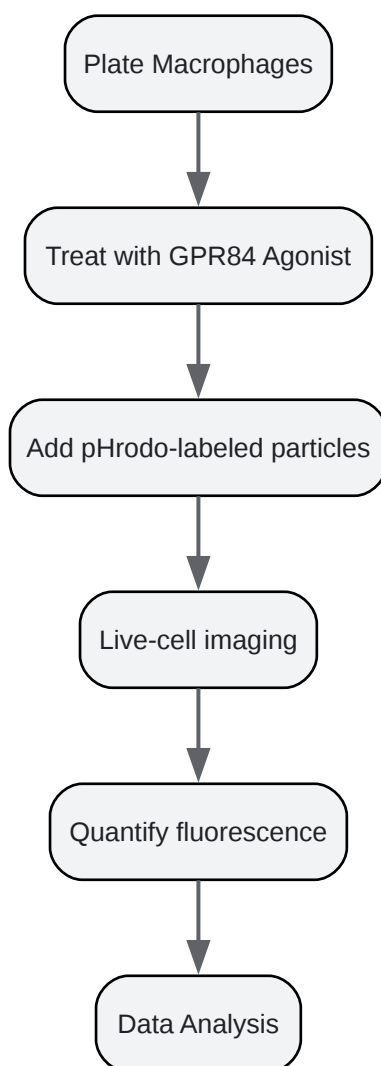 Plate Macrophages
Treat with GPR84 Agonist
Add pHrodo-labeled particles
Live-cell imaging
Quantify fluorescence
Data Analysis